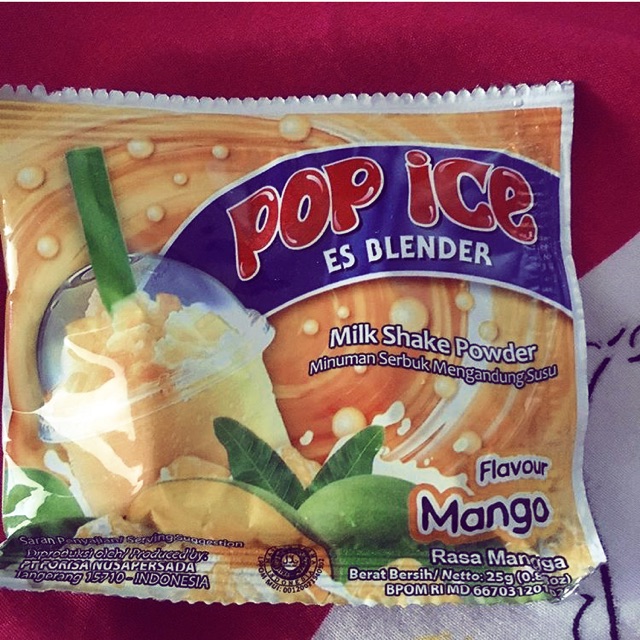 POP ICE
ES BLENDER
Milk Shake Powder
Minuman Serbuk Mengandung Susu
Flavour
Mango
Rasa Mangga
Saran Penyajian/ Serving Suggestion
Diproduksi oleh/ Produced by:
PT FORISA NUSAPERSADA
Tangerang 15710 - INDONESIA
Berat Bersih/ Netto: 25g
BPOM RI MD